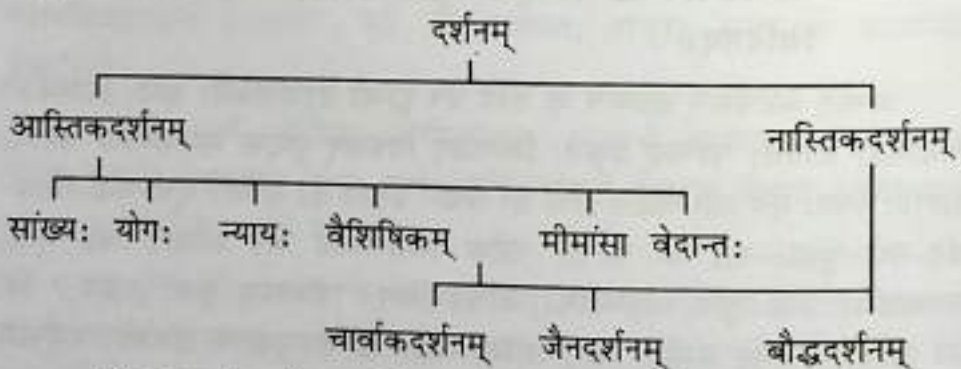 दर्शनम्
आस्तिकदर्शनम् नास्तिकदर्शनम्
सांख्य: योग: न्याय: वैशिषिकम् मीमांसा वेदान्त:
चार्वाकदर्शनम् जैनदर्शनम् बौद्धदर्शनम्